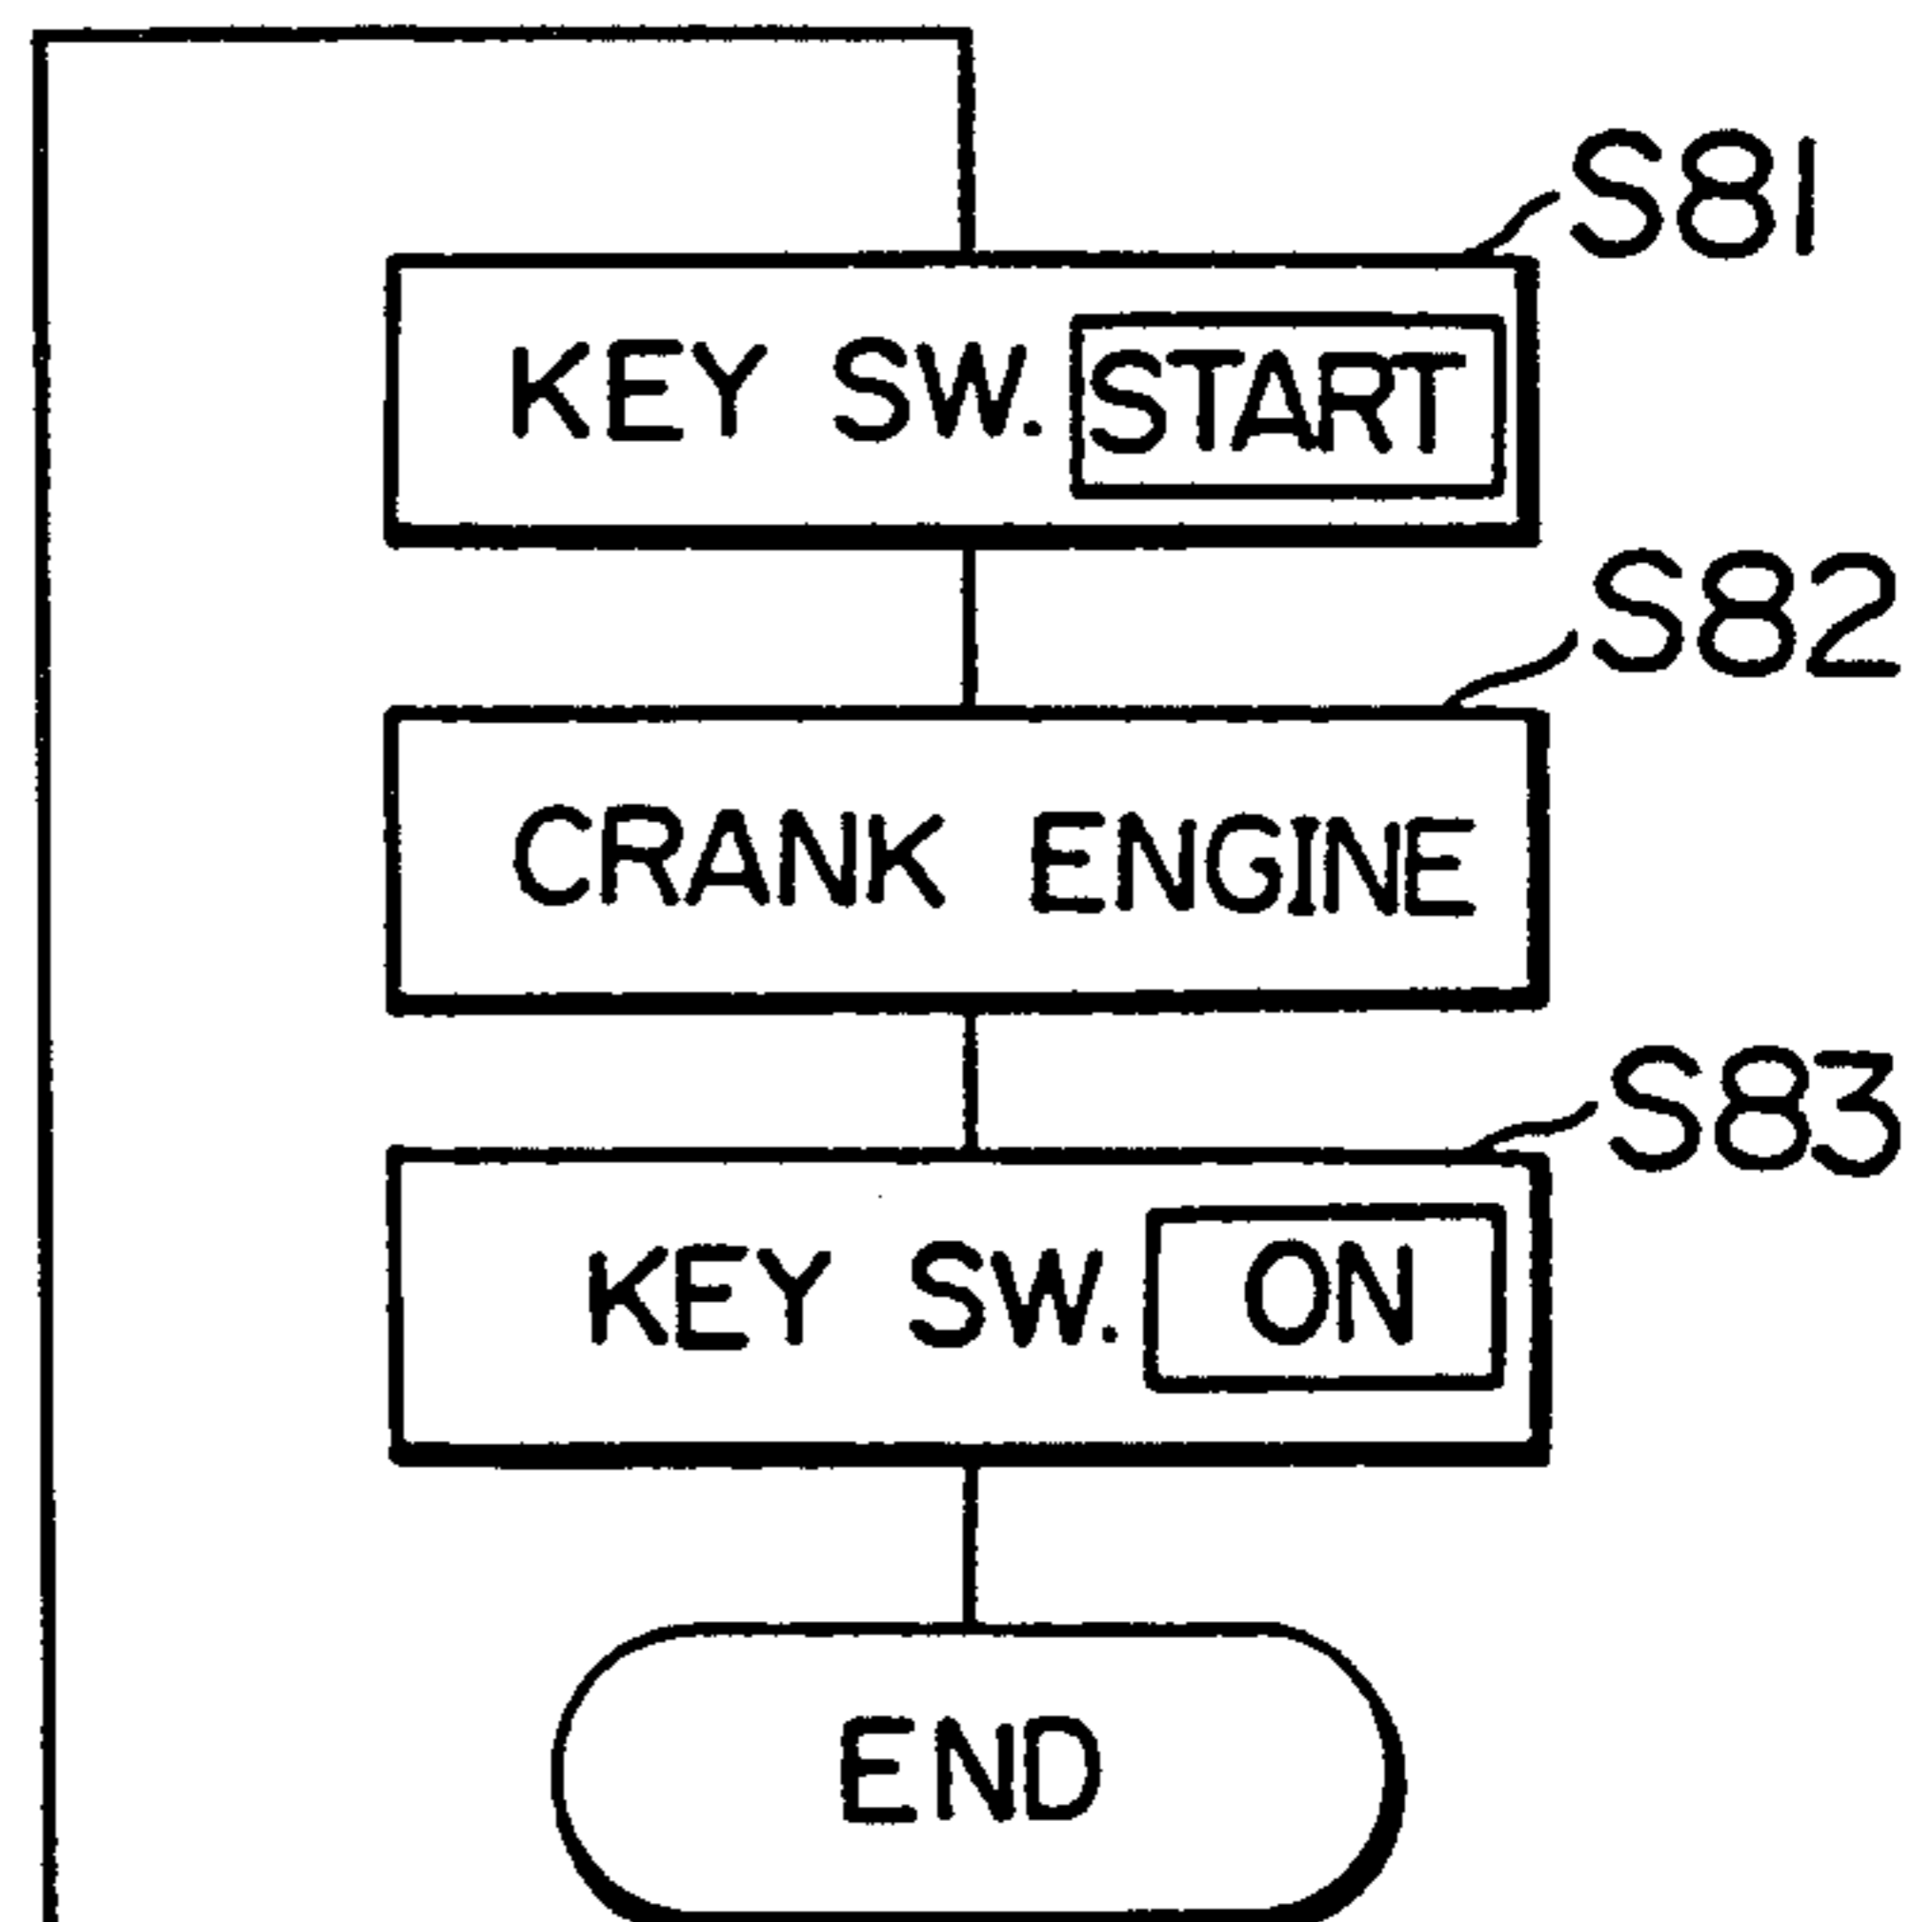 S81
KEY SW. START
S82
CRANK ENGINE
S83
KEY SW. ON
END